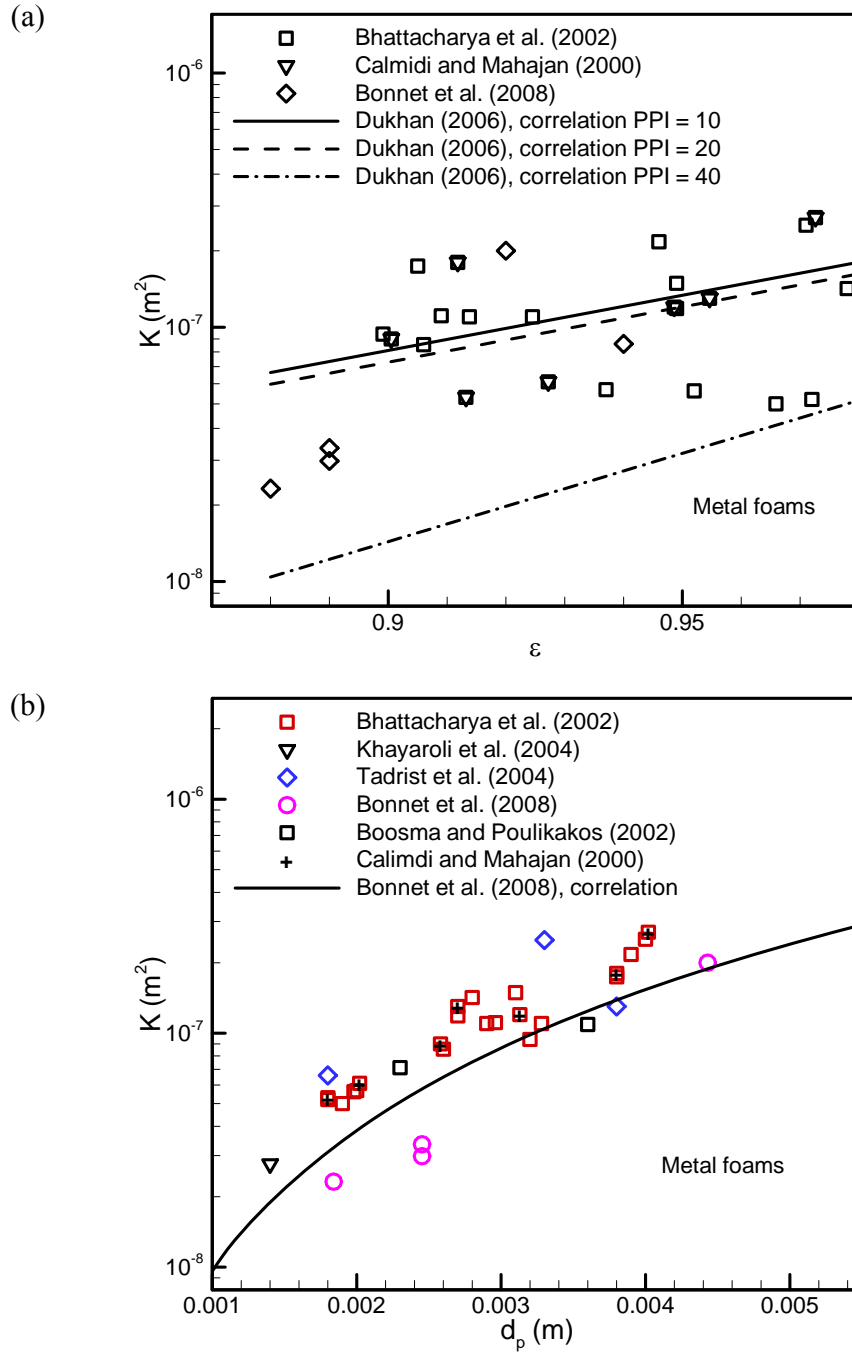 (a)
Bhattacharya et al. (2002)
Calmidi and Mahajan (2000)
Bonnet et al. (2008)
Dukhan (2006), correlation PPI = 10
Dukhan (2006), correlation PPI = 20
Dukhan (2006), correlation PPI = 40
10⁻⁶
10⁻⁷
10⁻⁸
K (m²)
Metal foams
0.9
0.95
ε
(b)
Bhattacharya et al. (2002)
Khayaroli et al. (2004)
Tadrist et al. (2004)
Bonnet et al. (2008)
Boosma and Poulikakos (2002)
Calimdi and Mahajan (2000)
Bonnet et al. (2008), correlation
10⁻⁶
10⁻⁷
10⁻⁸
K (m²)
Metal foams
0.001 0.002 0.003 0.004 0.005
dₚ (m)